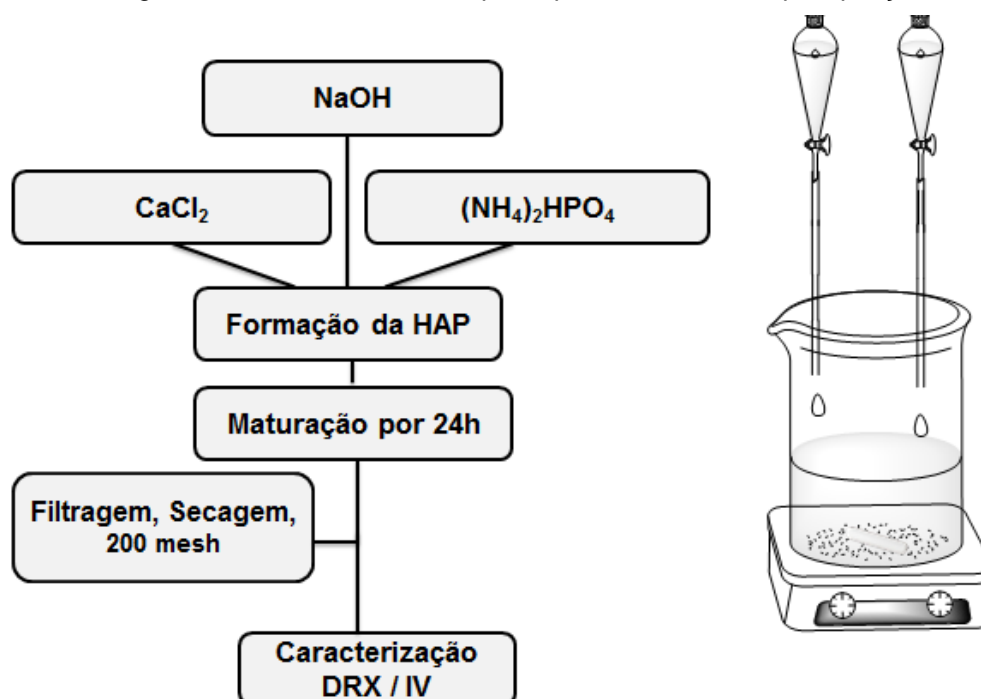 NaOH
CaCl₂
(NH₄)₂HPO₄
Formação da HAP
Maturação por 24h
Filtragem, Secagem,
200 mesh
Caracterização
DRX / IV